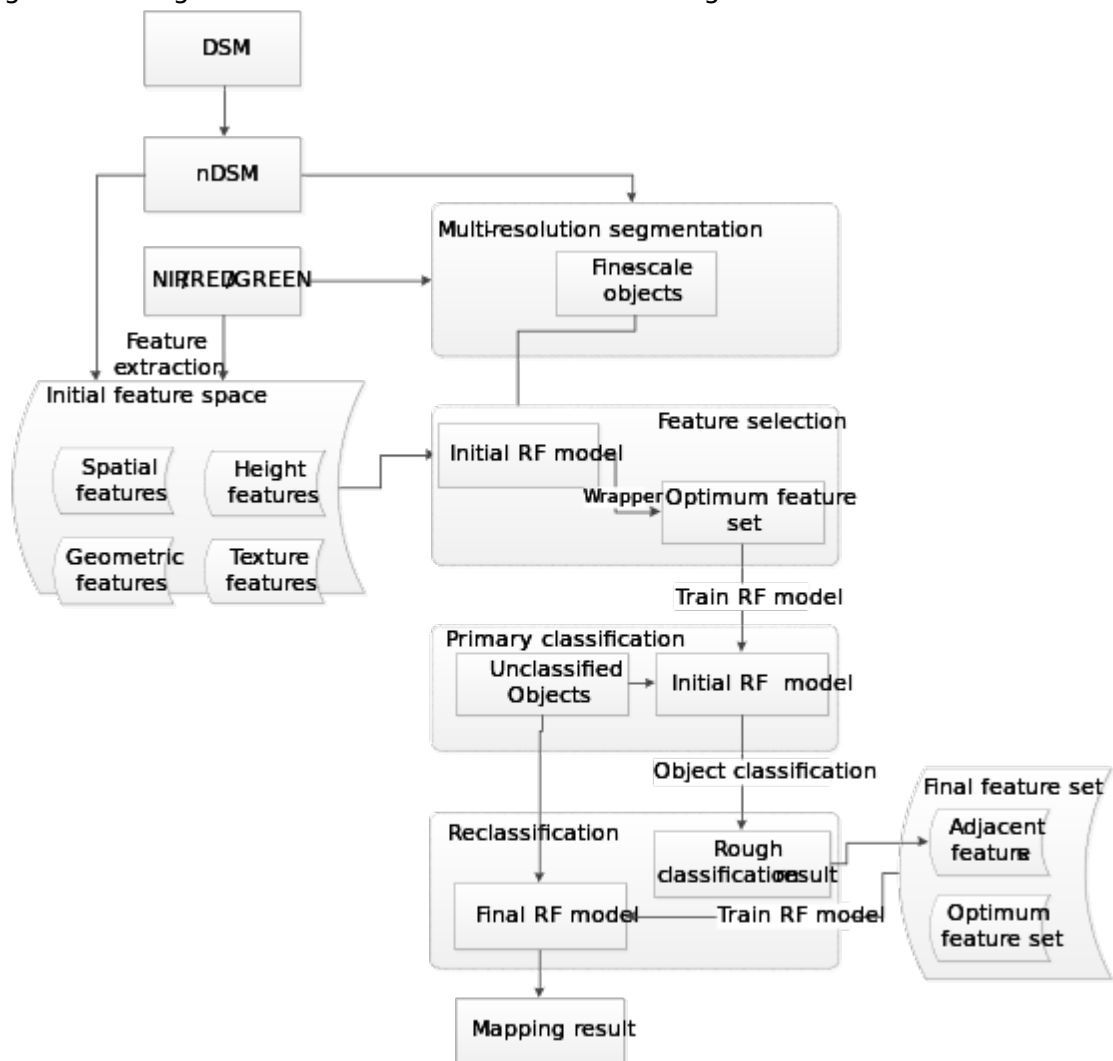 DSM
nDSM
Multi-resolution segmentation
Fine-scale
objects
NIR/RED/GREEN
Feature
extraction
Initial feature space
Spatial
features
Height
features
Geometric
features
Texture
features
Feature selection
Initial RF model
Wrapper
Optimum feature
set
Train RF model
Primary classification
Unclassified
Objects
Initial RF model
Object classification
Reclassification
Rough
classification result
Final RF model
Train RF model
Final feature set
Adjacent
features
Optimum
feature set
Mapping result